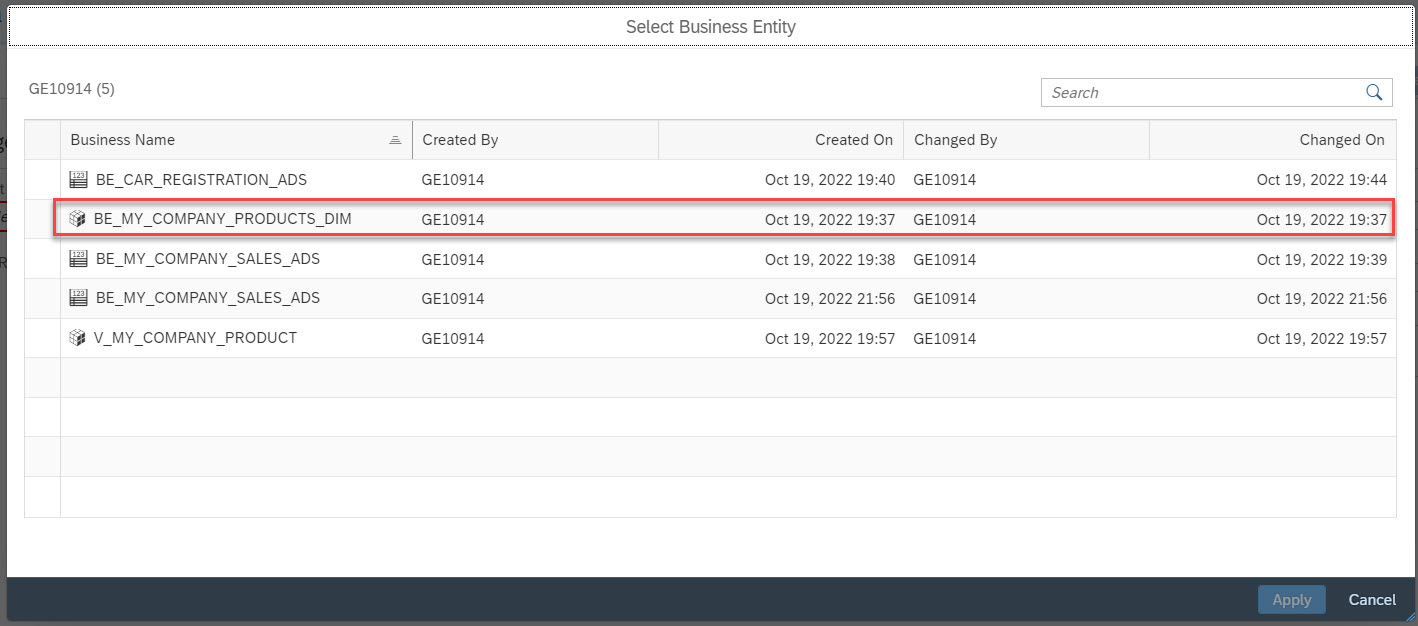 Select Business Entity
GE10914 (5)
Search
Business Name Created By Created On Changed By Changed On
BE_CAR_REGISTRATION_ADS GE10914 Oct 19, 2022 19:40 GE10914 Oct 19, 2022 19:44
BE_MY_COMPANY_PRODUCTS_DIM GE10914 Oct 19, 2022 19:37 GE10914 Oct 19, 2022 19:37
BE_MY_COMPANY_SALES_ADS GE10914 Oct 19, 2022 19:38 GE10914 Oct 19, 2022 19:39
BE_MY_COMPANY_SALES_ADS GE10914 Oct 19, 2022 21:56 GE10914 Oct 19, 2022 21:56
V_MY_COMPANY_PRODUCT GE10914 Oct 19, 2022 19:57 GE10914 Oct 19, 2022 19:57
Apply Cancel